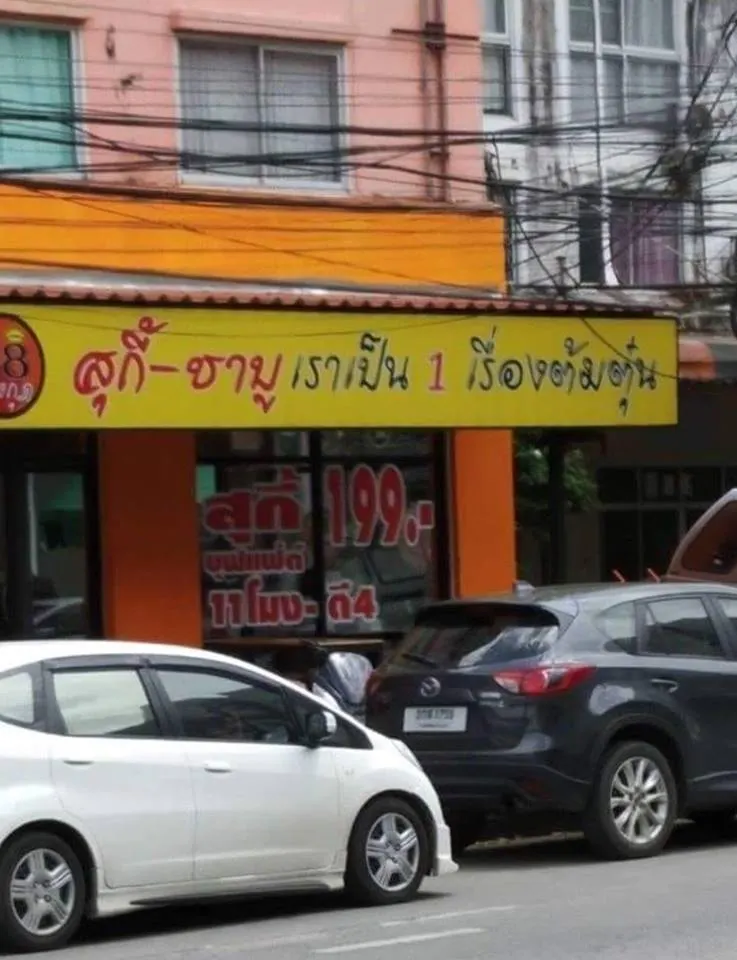 8
สุกี้-ชาบู เราเป็น 1 เรื่องต้มตุ๋น
สุกี้ 199.-
บุฟเฟต์
11โมง-ตี4